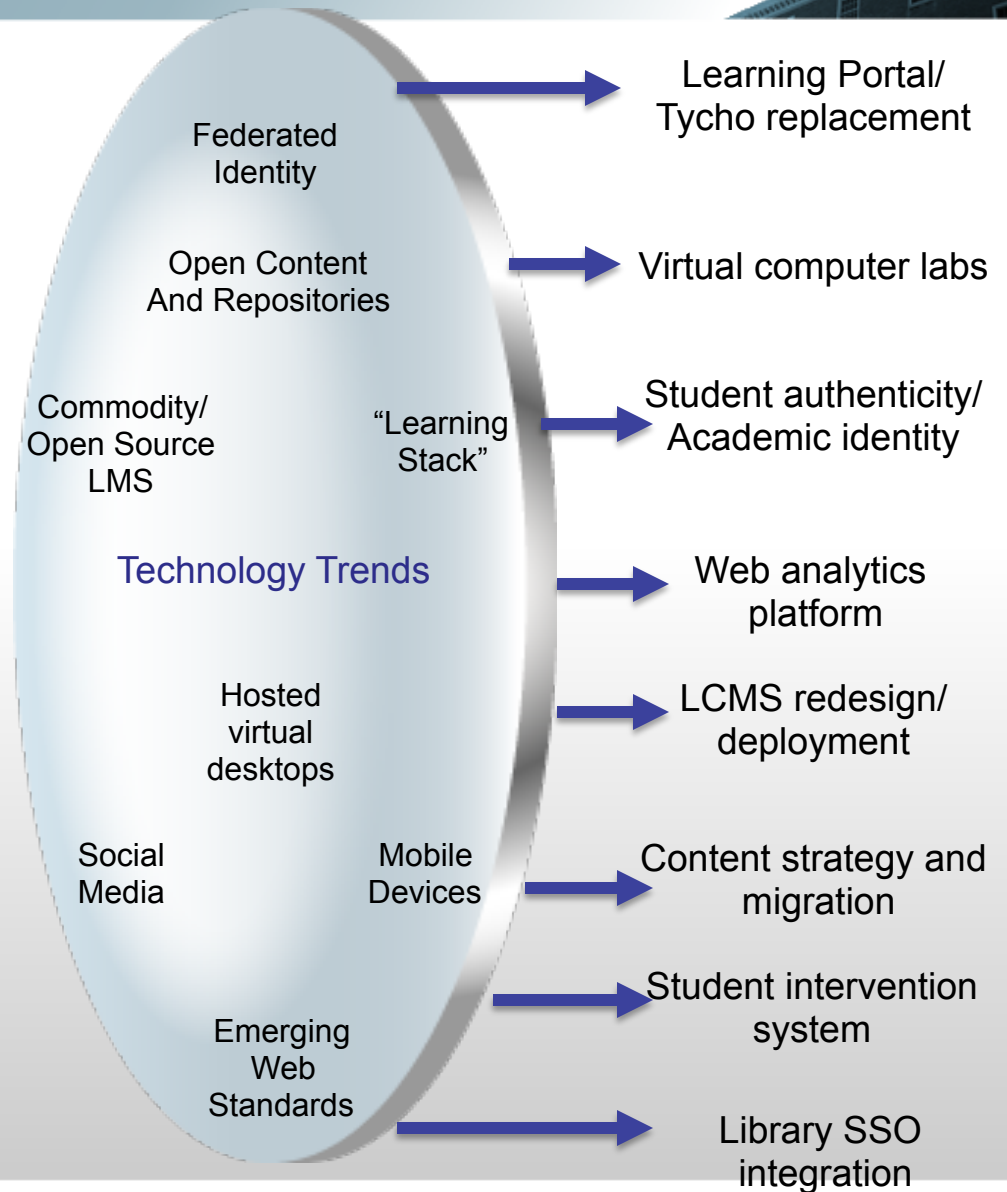 Federated
Identity
Open Content
And Repositories
Commodity/
Open Source
LMS
“Learning
Stack”
Technology Trends
Hosted
virtual
desktops
Social
Media
Mobile
Devices
Emerging
Web
Standards
Learning Portal/
Tycho replacement
Virtual computer labs
Student authenticity/
Academic identity
Web analytics
platform
LCMS redesign/
deployment
Content strategy and
migration
Student intervention
system
Library SSO
integration